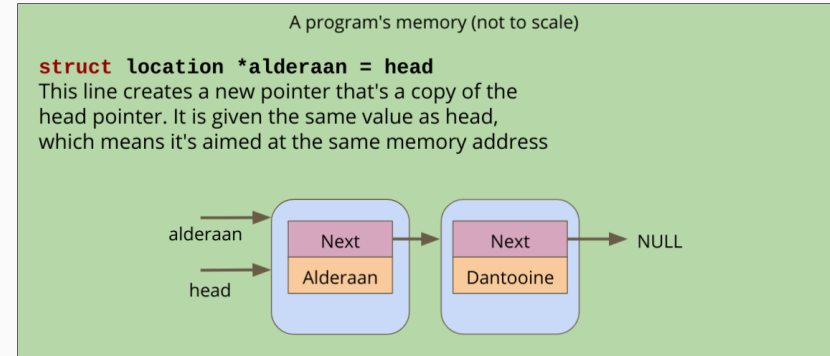 A program's memory (not to scale)
struct location *alderaan = head
This line creates a new pointer that's a copy of the
head pointer. It is given the same value as head,
which means it's aimed at the same memory address
alderaan
head
Next
Alderaan
Next
Dantooine
NULL